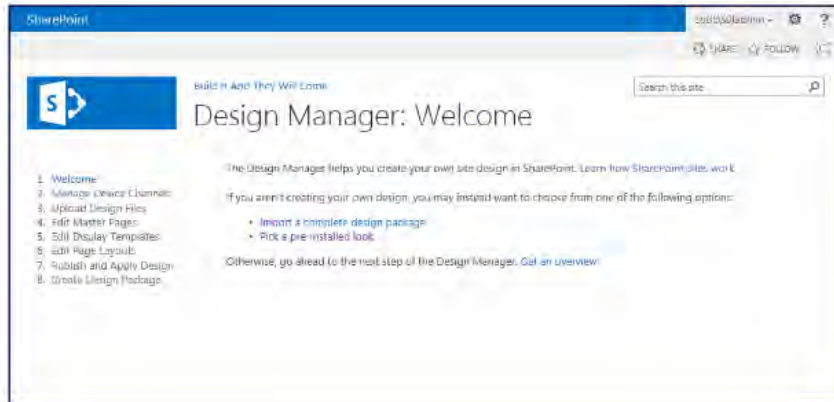 SharePoint
?
SHARE FOLLOW
S
Build It And They Will Come
Search this site
Design Manager: Welcome
1. Welcome
2. Manage Device Channels
3. Upload Design Files
4. Edit Master Pages
5. Edit Display Templates
6. Edit Page Layouts
7. Publish and Apply Design
8. Create Design Package
The Design Manager helps you create your own site design in SharePoint. Learn how SharePoint sites work.
If you aren't creating your own design, you may instead want to choose from one of the following options:
• Import a complete design package
• Pick a pre-installed look
Otherwise, go ahead to the next step of the Design Manager. Get an overview.